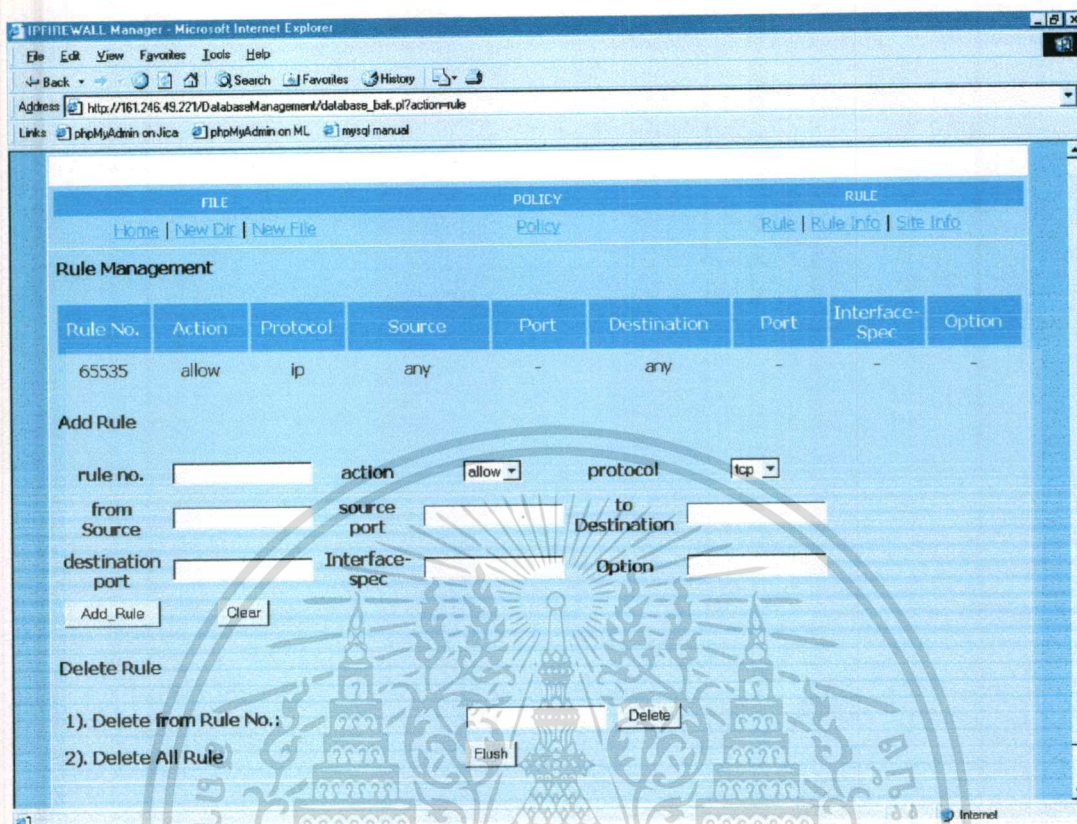 IPFIREWALL Manager - Microsoft Internet Explorer
File Edit View Favorites Tools Help
Back Search Favorites History
Address http://161.246.49.221/DatabaseManagement/database_bak.pl?action=rule
Links phpMyAdmin on Jica phpMyAdmin on ML mysql manual
FILE POLICY RULE
Home | New Dir | New File Policy Rule | Rule Info | Site Info
Rule Management
Rule No. Action Protocol Source Port Destination Port Interface-Spec Option
65535 allow ip any - any - - -
Add Rule
rule no. action allow protocol tcp
from Source source port to Destination
destination port Interface-spec Option
Add_Rule Clear
Delete Rule
1). Delete from Rule No.: Delete
2). Delete All Rule Flush
Internet